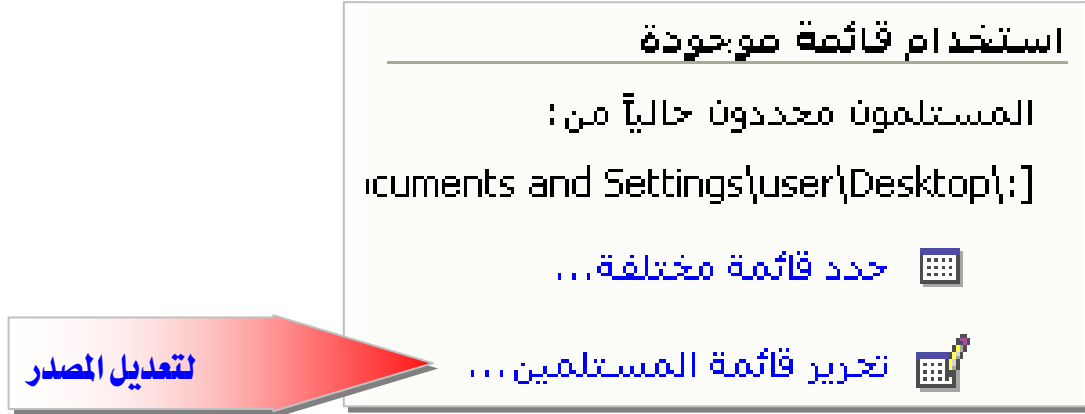 استخدام قائمة موجودة
المستلمون محددون حالياً من:
cuments and Settings\user\Desktop\:]
حدد قائمة مختلفة...
تحرير قائمة المستلمين...
لتعديل المصدر